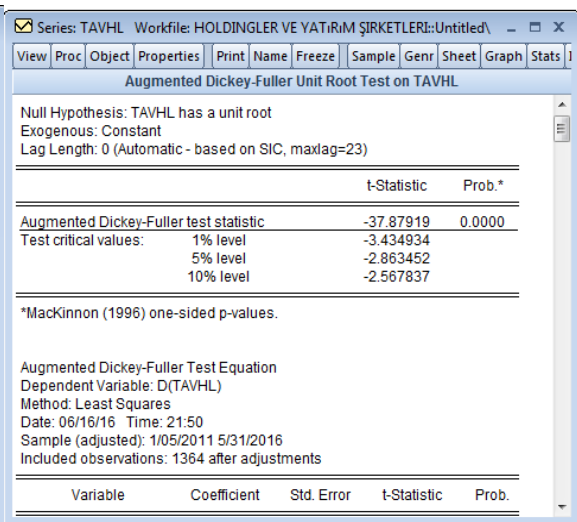 Series: TAVHL Workfile: HOLDINGLER VE YATıRıM ŞIRKETLERI::Untitled\
View Proc Object Properties Print Name Freeze Sample Genr Sheet Graph Stats
Augmented Dickey-Fuller Unit Root Test on TAVHL
Null Hypothesis: TAVHL has a unit root
Exogenous: Constant
Lag Length: 0 (Automatic - based on SIC, maxlag=23)
t-Statistic Prob.*
Augmented Dickey-Fuller test statistic -37.87919 0.0000
Test critical values: 1% level -3.434934
5% level -2.863452
10% level -2.567837
*MacKinnon (1996) one-sided p-values.
Augmented Dickey-Fuller Test Equation
Dependent Variable: D(TAVHL)
Method: Least Squares
Date: 06/16/16 Time: 21:50
Sample (adjusted): 1/05/2011 5/31/2016
Included observations: 1364 after adjustments
Variable Coefficient Std. Error t-Statistic Prob.